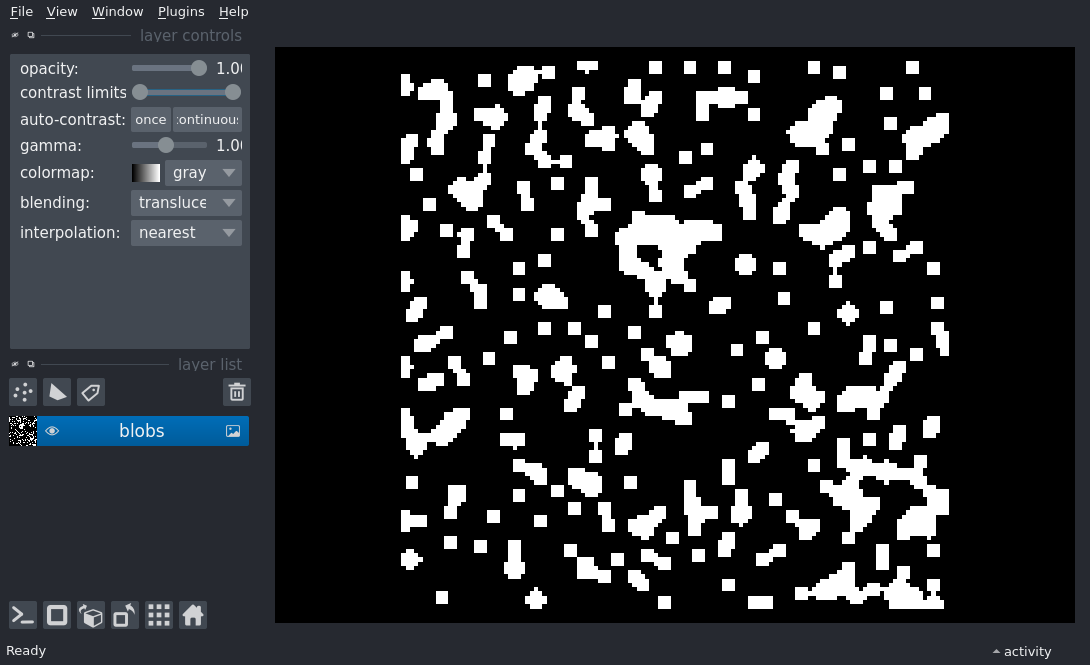 File View Window Plugins Help
layer controls
opacity: 1.0
contrast limits
auto-contrast: once continuous
gamma: 1.0
colormap: gray
blending: transluce
interpolation: nearest
layer list
blobs
Ready
activity